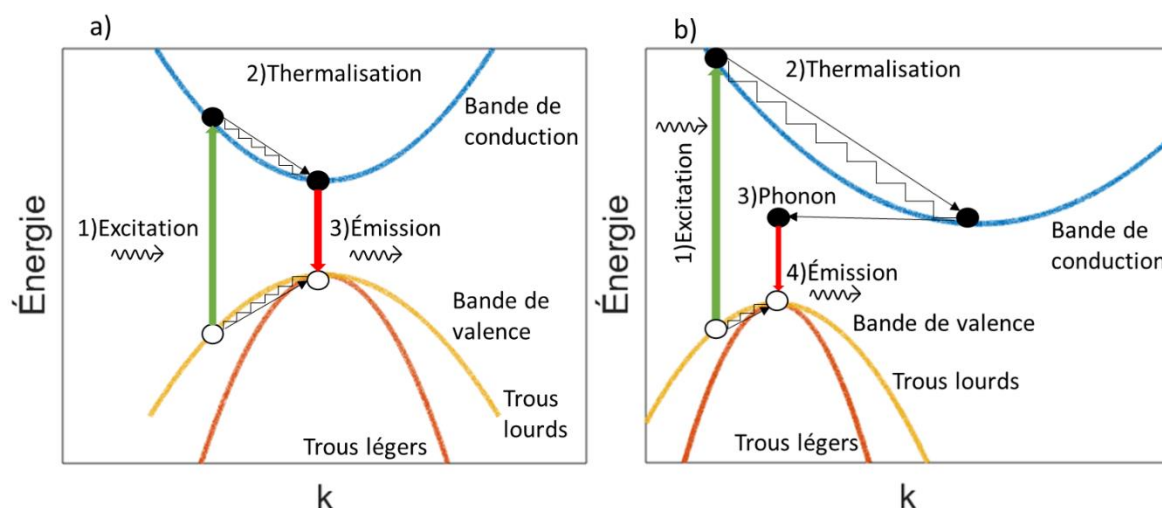 a)
2)Thermalisation
Bande de
conduction
1)Excitation
3)Émission
Bande de
valence
Trous
lourds
Trous légers
Énergie
k
b)
2)Thermalisation
1)Excitation
3)Phonon
Bande de
conduction
4)Émission
Bande de valence
Trous lourds
Trous légers
Énergie
k